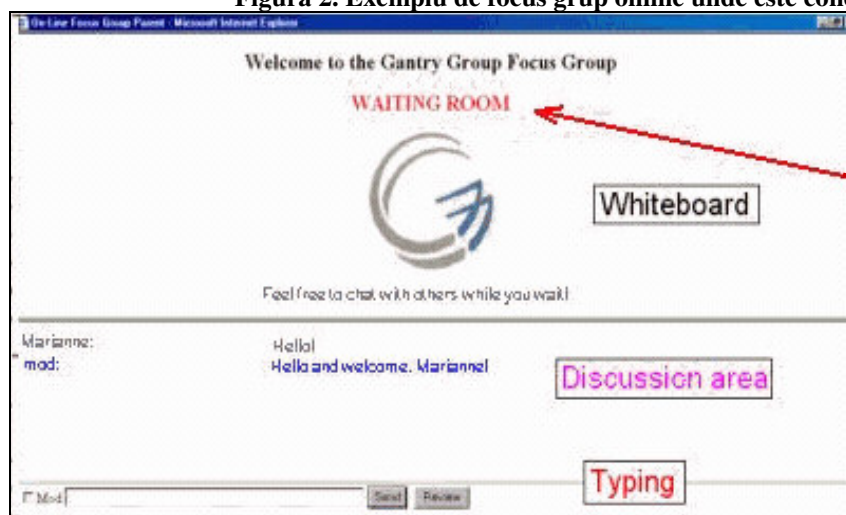 Figura 2. Exemplu de focus grup online unde este
On-Line Focus Group Parent - Microsoft Internet Explorer
Welcome to the Gantry Group Focus Group
WAITING ROOM
Whiteboard
Feel free to chat with others while you wait!
Marianne: Hello!
mod: Hello and welcome, Marianne!
Discussion area
Typing
Mod Send Review